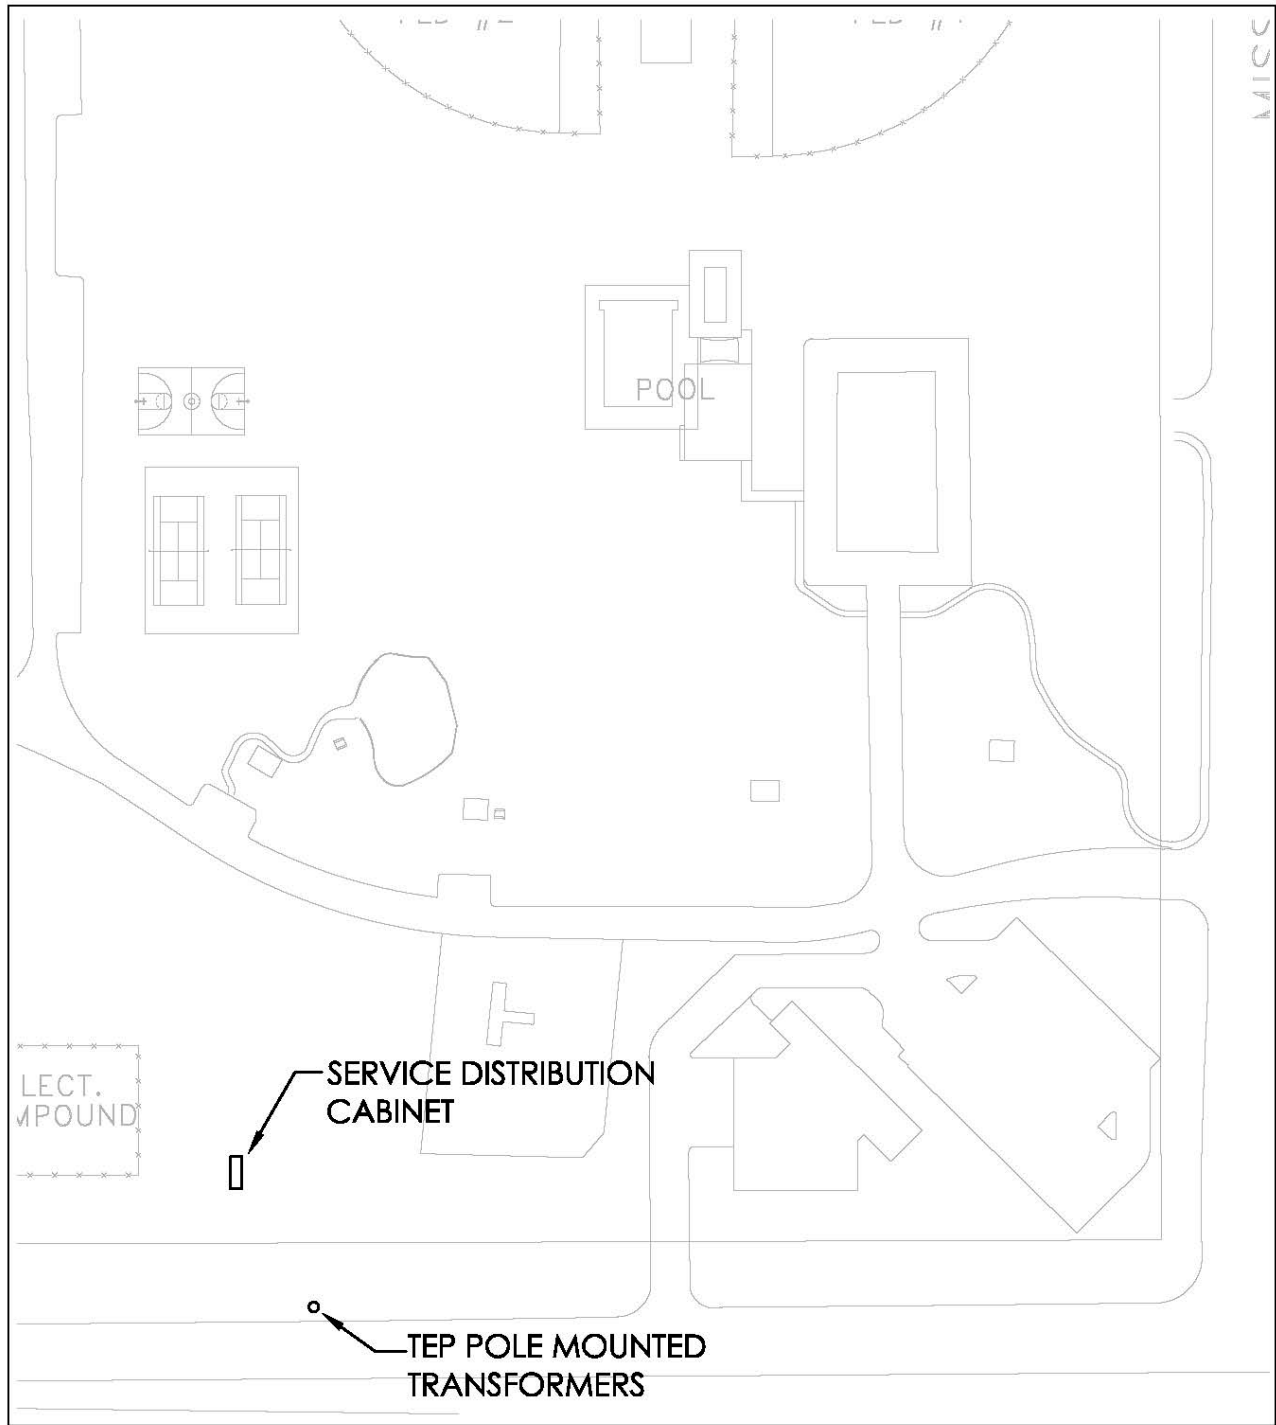 POOL
LECT.
MPOUND
SERVICE DISTRIBUTION
CABINET
TEP POLE MOUNTED
TRANSFORMERS